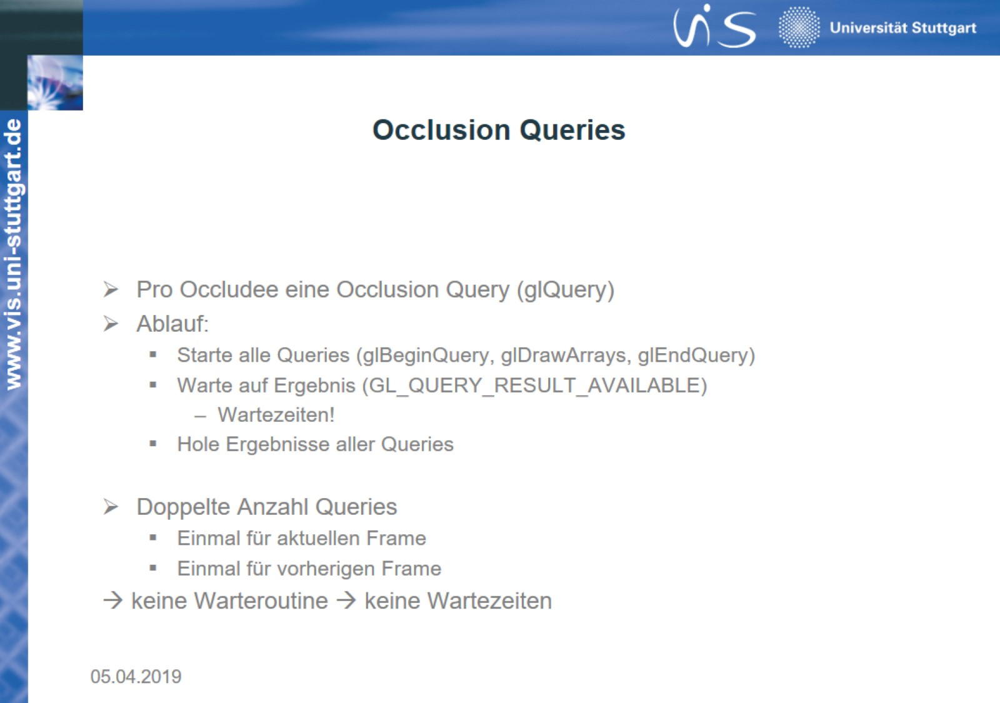 vis
Universität Stuttgart
www.vis.uni-stuttgart.de
Occlusion Queries
➢ Pro Occludee eine Occlusion Query (glQuery)
➢ Ablauf:
▪ Starte alle Queries (glBeginQuery, glDrawArrays, glEndQuery)
▪ Warte auf Ergebnis (GL_QUERY_RESULT_AVAILABLE)
– Wartezeiten!
▪ Hole Ergebnisse aller Queries
➢ Doppelte Anzahl Queries
▪ Einmal für aktuellen Frame
▪ Einmal für vorherigen Frame
→ keine Warteroutine → keine Wartezeiten
05.04.2019